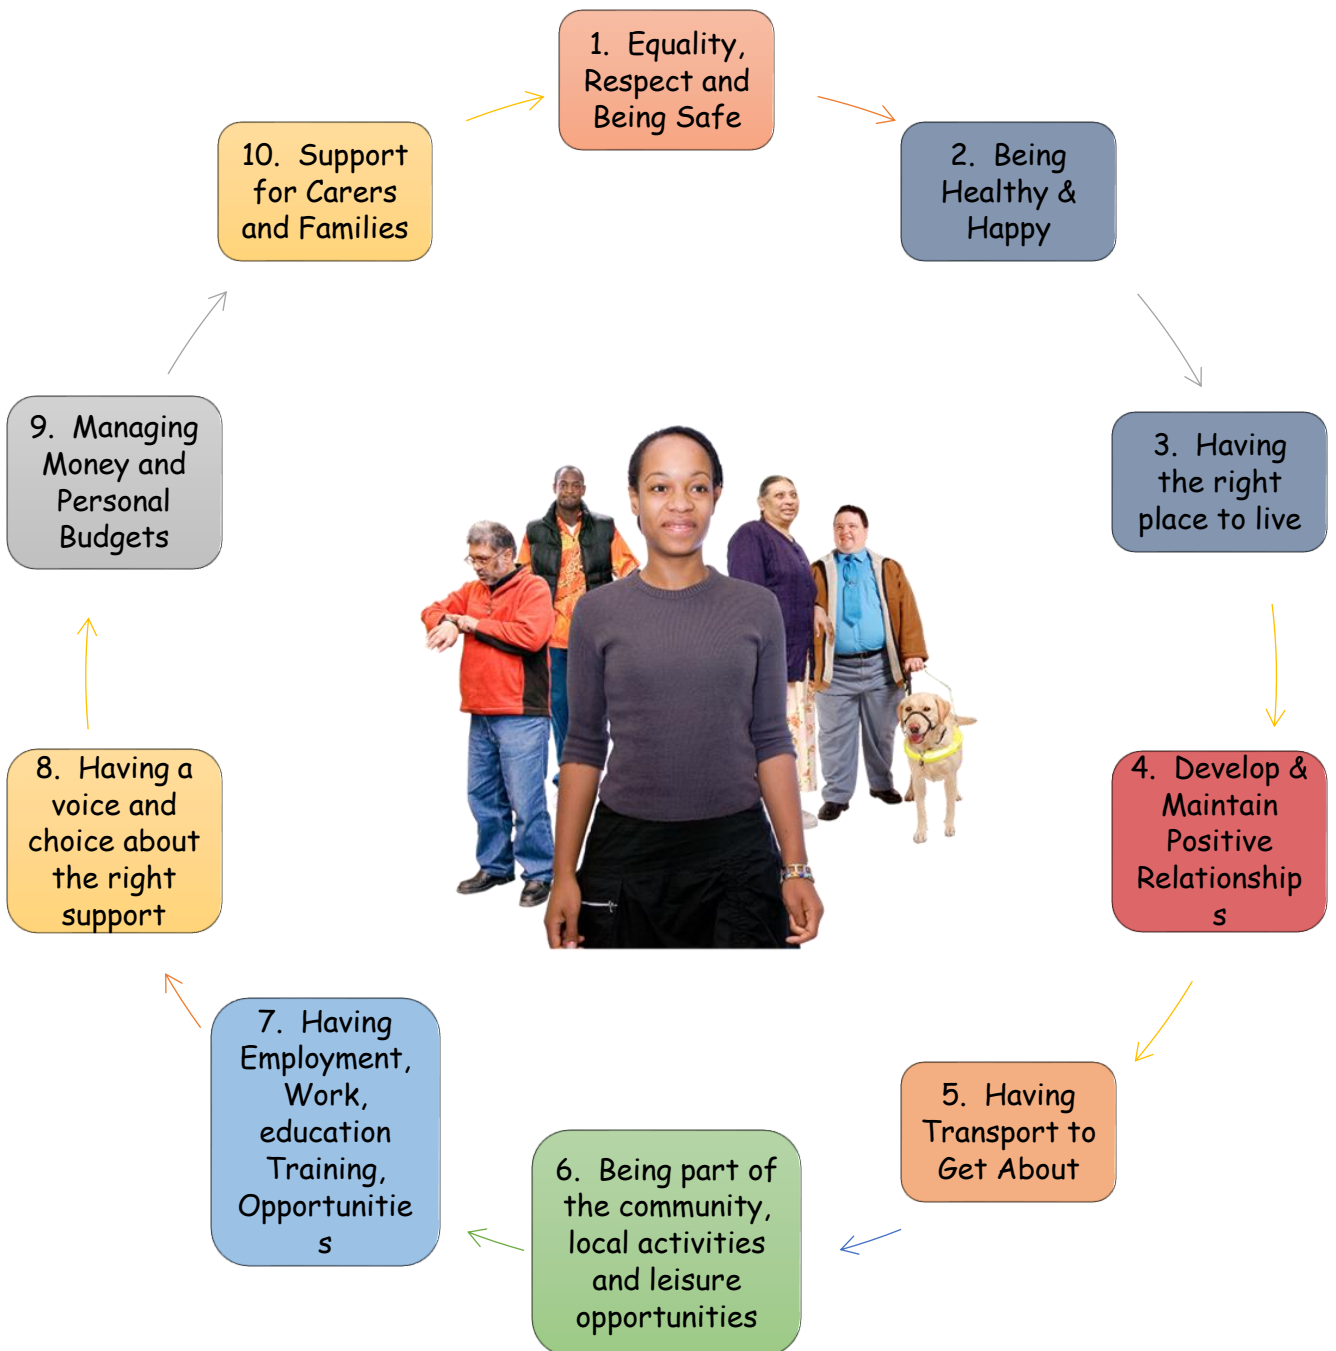 1. Equality,
Respect and
Being Safe
2. Being
Healthy &
Happy
3. Having
the right
place to live
4. Develop &
Maintain
Positive
Relationship
s
5. Having
Transport to
Get About
6. Being part of
the community,
local activities
and leisure
opportunities
7. Having
Employment,
Work,
education
Training,
Opportunitie
s
8. Having a
voice and
choice about
the right
support
9. Managing
Money and
Personal
Budgets
10. Support
for Carers
and Families